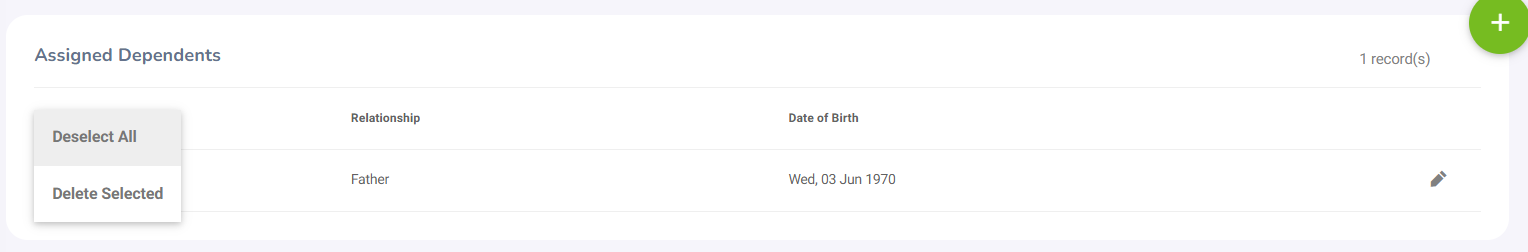 Assigned Dependents
1 record(s)
Deselect All
Relationship
Date of Birth
Delete Selected
Father
Wed, 03 Jun 1970